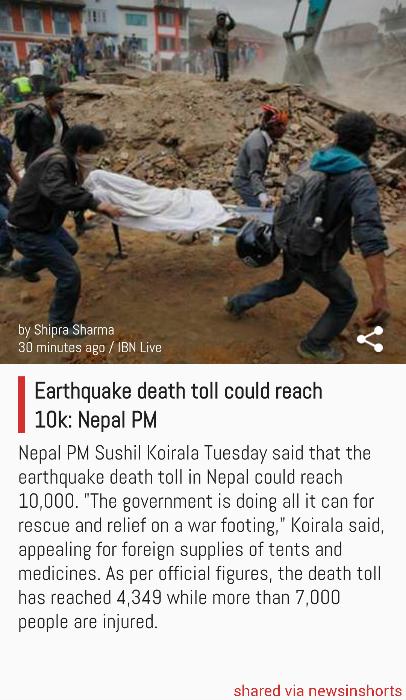 by Shipra Sharma
30 minutes ago / IBN Live
Earthquake death toll could reach
10k: Nepal PM
Nepal PM Sushil Koirala Tuesday said that the
earthquake death toll in Nepal could reach
10,000. "The government is doing all it can for
rescue and relief on a war footing," Koirala said,
appealing for foreign supplies of tents and
medicines. As per official figures, the death toll
has reached 4,349 while more than 7,000
people are injured.
shared via newsinshorts